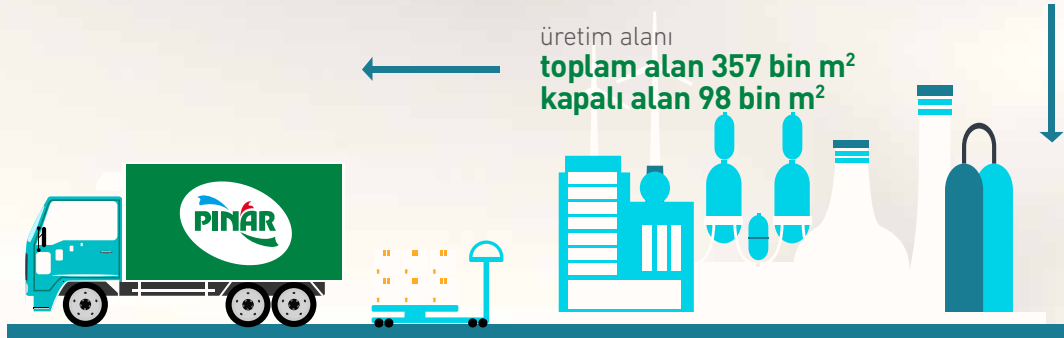 üretim alanı
toplam alan 357 bin m²
kapalı alan 98 bin m²
PINAR